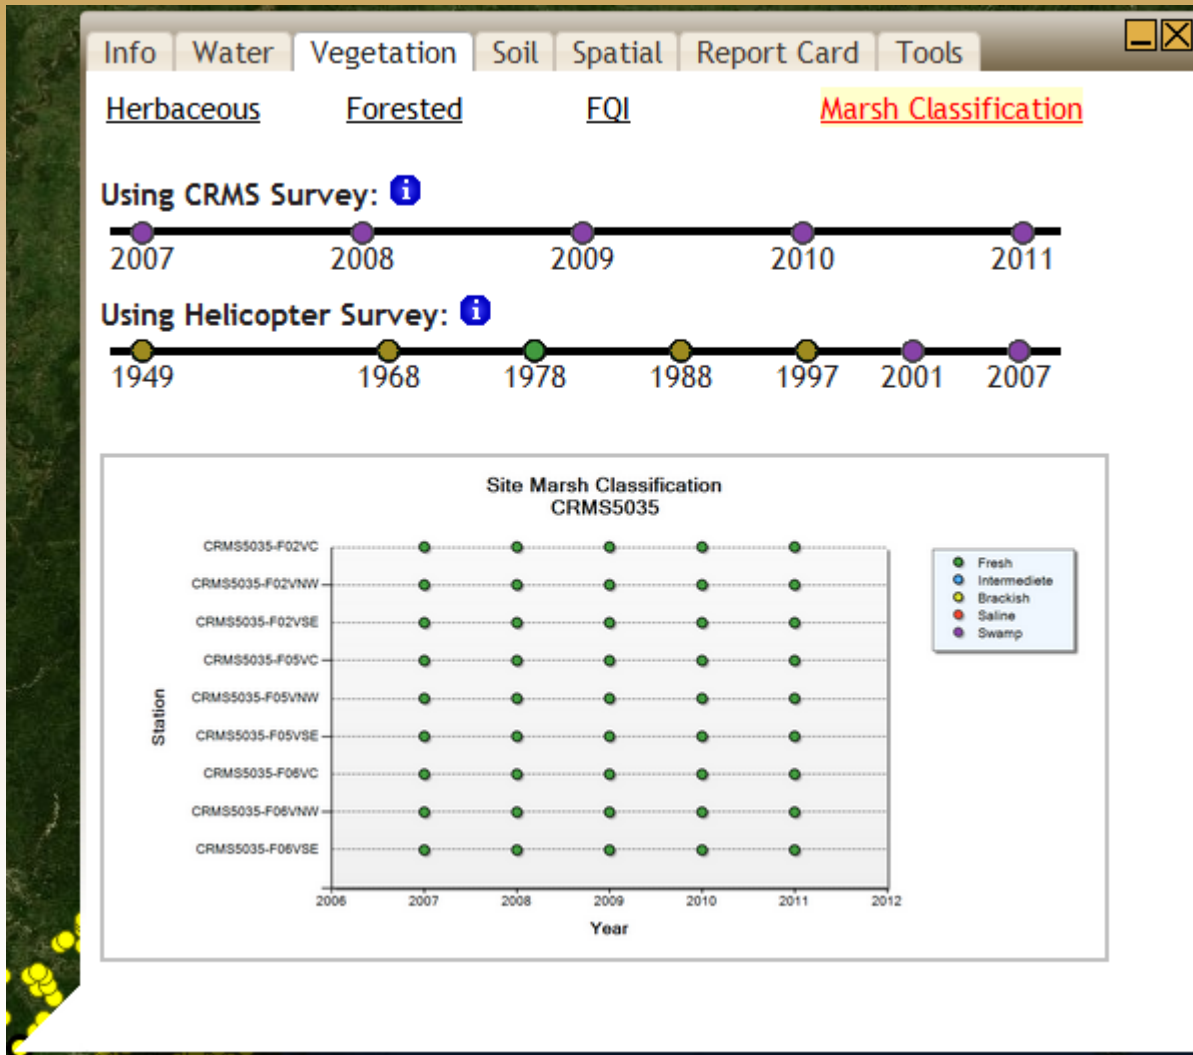 Info Water Vegetation Soil Spatial Report Card Tools
Herbaceous Forested FQI Marsh Classification
Using CRMS Survey: i
2007 2008 2009 2010 2011
Using Helicopter Survey: i
1949 1968 1978 1988 1997 2001 2007
Site Marsh Classification
CRMS5035
Station
CRMS5035-F02VC
CRMS5035-F02VNW
CRMS5035-F02VSE
CRMS5035-F05VC
CRMS5035-F05VNW
CRMS5035-F05VSE
CRMS5035-F06VC
CRMS5035-F06VNW
CRMS5035-F06VSE
2006 2007 2008 2009 2010 2011 2012
Year
Fresh
Intermediete
Brackish
Saline
Swamp